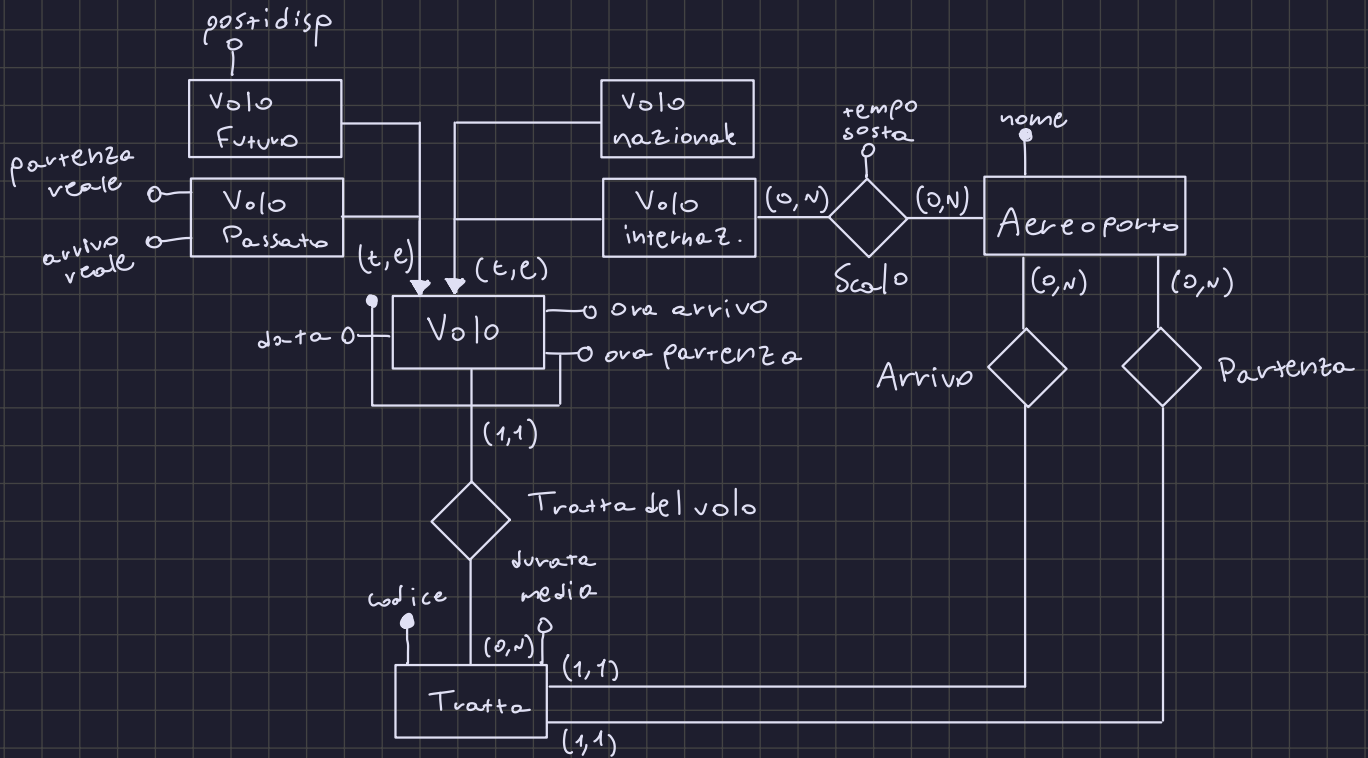 postidisp
Volo
Futuro
Volo
nazionale
tempo
sosta
nome
partenza
reale
Volo
Passato
Volo
internaz.
(0,N)
(0,N)
Aereoporto
arrivo
reale
(t,e)
(t,e)
Scalo
(0,N)
(0,N)
data
Volo
ora arrivo
ora partenza
Arrivo
Partenza
(1,1)
Tratta del volo
durata
media
codice
(0,N)
(1,1)
Tratta
(1,1)